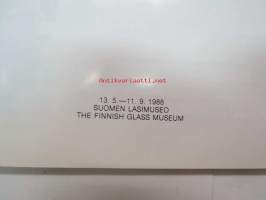 antikvariaatti.net
13. 5.—11. 9. 1988
SUOMEN LASIMUSEO
THE FINNISH GLASS MUSEUM